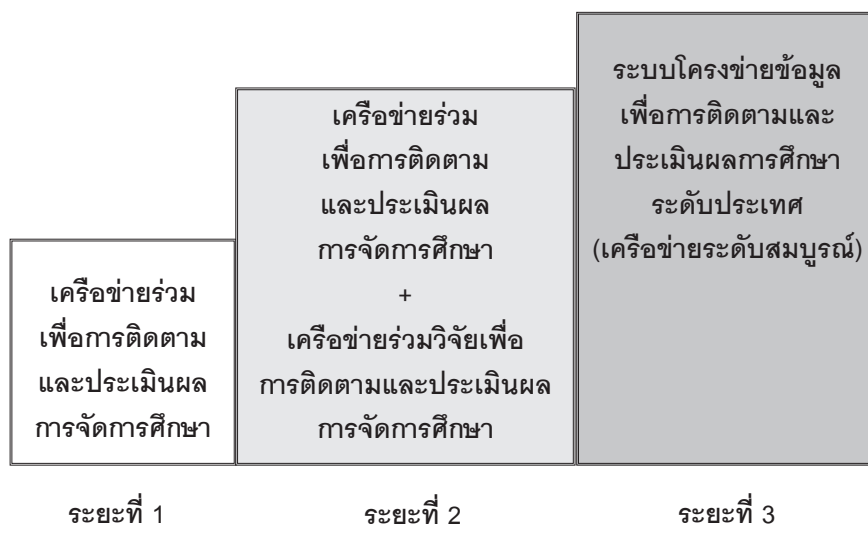 เครือข่ายร่วม
เพื่อการติดตาม
และประเมินผล
การจัดการศึกษา
ระยะที่ 1
เครือข่ายร่วม
เพื่อการติดตาม
และประเมินผล
การจัดการศึกษา
+
เครือข่ายร่วมวิจัยเพื่อ
การติดตามและประเมินผล
การจัดการศึกษา
ระยะที่ 2
ระบบโครงข่ายข้อมูล
เพื่อการติดตามและ
ประเมินผลการศึกษา
ระดับประเทศ
(เครือข่ายระดับสมบูรณ์)
ระยะที่ 3